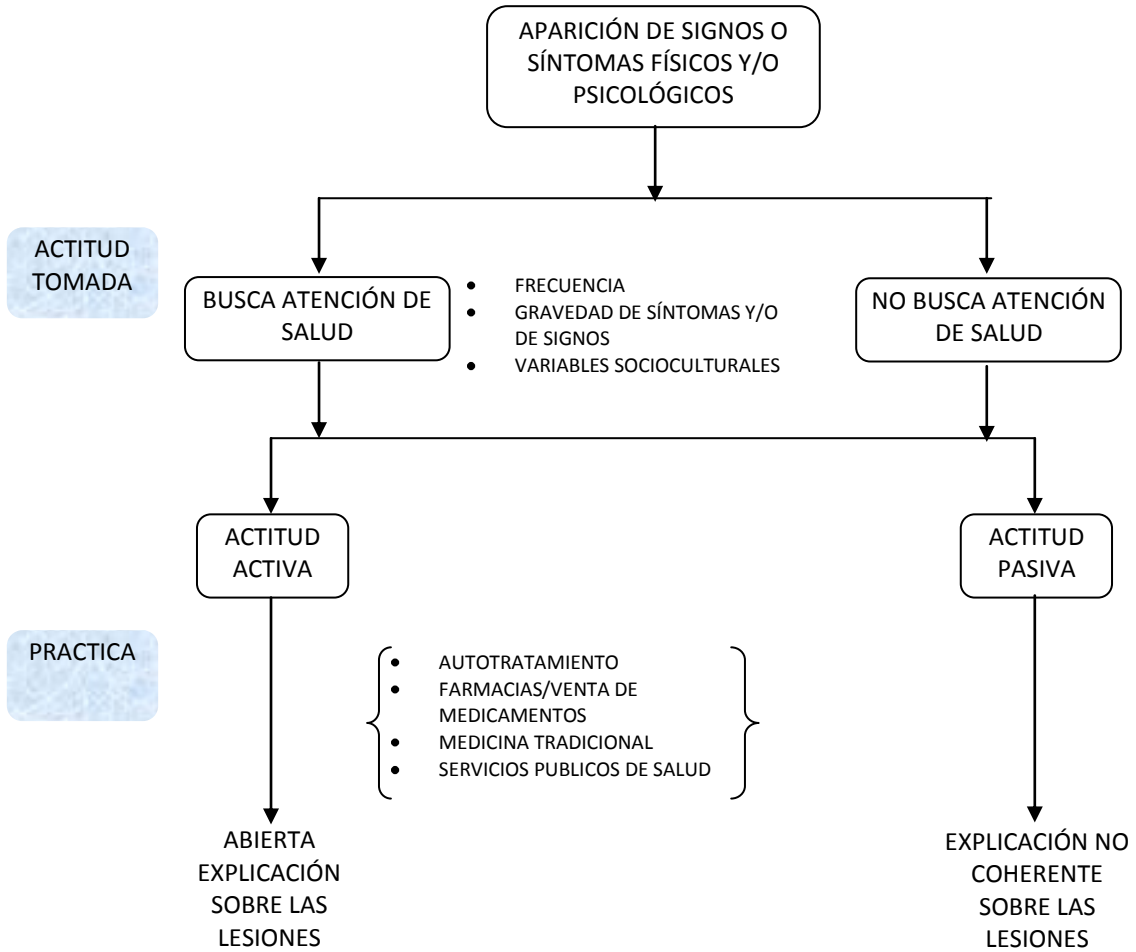 APARICIÓN DE SIGNOS O
SÍNTOMAS FÍSICOS Y/O
PSICOLÓGICOS
ACTITUD
TOMADA
BUSCA ATENCIÓN DE
SALUD
• FRECUENCIA
• GRAVEDAD DE SÍNTOMAS Y/O
DE SIGNOS
• VARIABLES SOCIOCULTURALES
NO BUSCA ATENCIÓN
DE SALUD
ACTITUD
ACTIVA
ACTITUD
PASIVA
PRACTICA
• AUTOTRATAMIENTO
• FARMACIAS/VENTA DE
MEDICAMENTOS
• MEDICINA TRADICIONAL
• SERVICIOS PUBLICOS DE SALUD
ABIERTA
EXPLICACIÓN
SOBRE LAS
LESIONES
EXPLICACIÓN NO
COHERENTE
SOBRE LAS
LESIONES